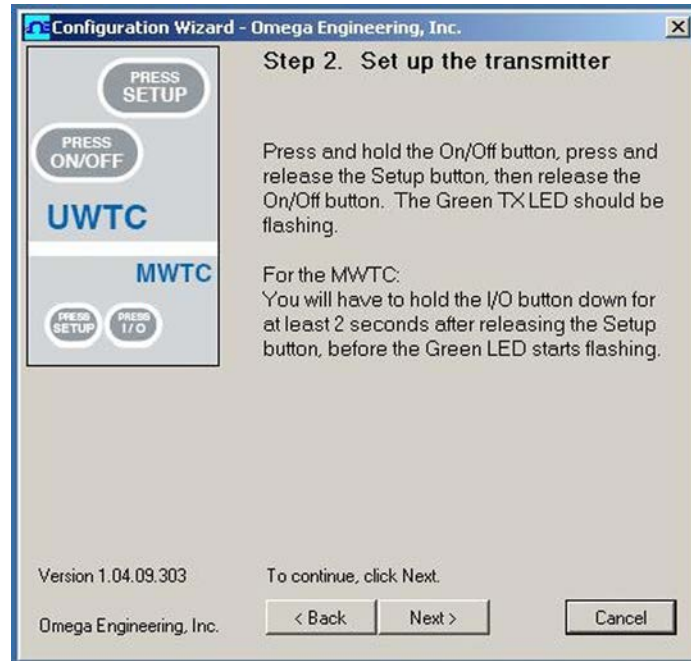 Configuration Wizard - Omega Engineering, Inc.
PRESS
SETUP
PRESS
ON/OFF
UWTC
MWTC
PRESS
SETUP
PRESS
I/O
Step 2. Set up the transmitter
Press and hold the On/Off button, press and
release the Setup button, then release the
On/Off button. The Green TX LED should be
flashing.
For the MWTC:
You will have to hold the I/O button down for
at least 2 seconds after releasing the Setup
button, before the Green LED starts flashing.
Version 1.04.09.303
To continue, click Next.
Omega Engineering, Inc.
< Back
Next >
Cancel